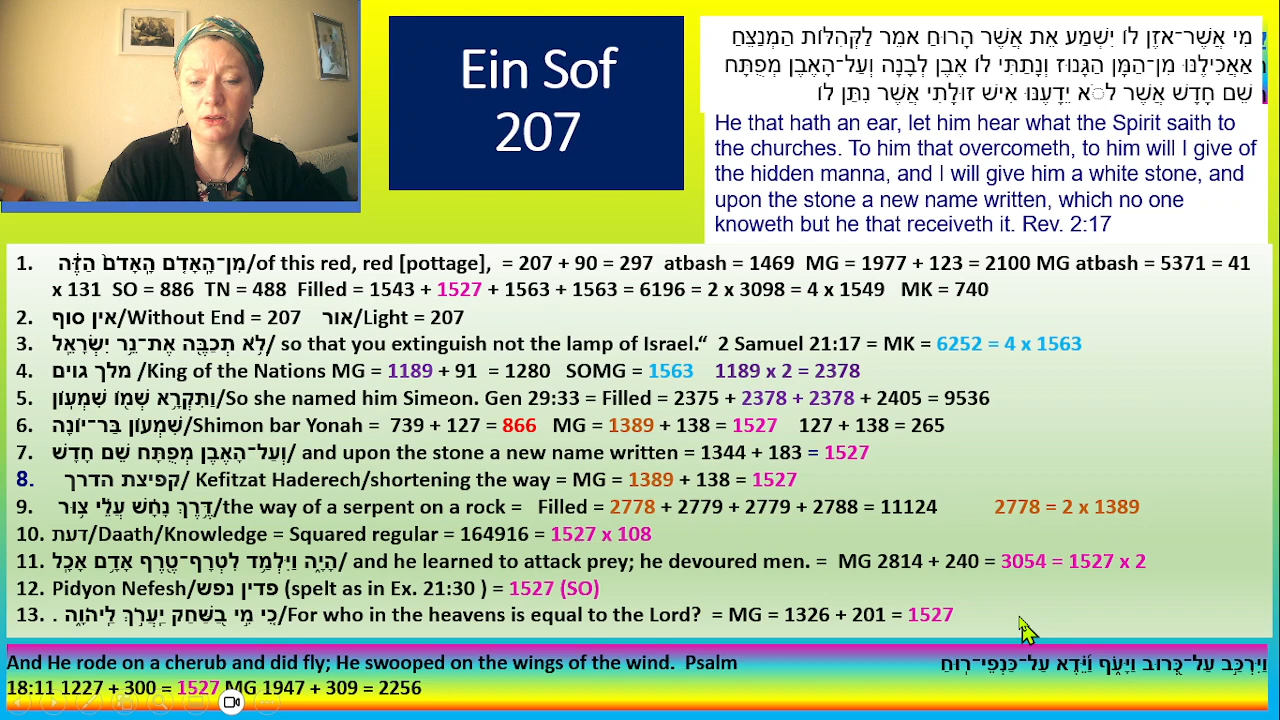 Ein Sof
207
מִי אֲשֶׁר־אֹזֶן לוֹ יִשְׁמַע אֵת אֲשֶׁר הָרוּחַ אֹמֵר לַקְּהִלּוֹת הַמְנַצֵּחַ
אַאֲכִילֶנּוּ מִן־הַמָּן הַגָּנוּז וְנָתַתִּי לוֹ אֶבֶן לְבָנָה וְעַל־הָאֶבֶן מְפֻתָּח
שֵׁם חָדָשׁ אֲשֶׁר לֹא יֵדָעֶנּוּ אִישׁ זוּלָתִי אֲשֶׁר נִתַּן לוֹ
He that hath an ear, let him hear what the Spirit saith to
the churches. To him that overcometh, to him will I give of
the hidden manna, and I will give him a white stone, and
upon the stone a new name written, which no one
knoweth but he that receiveth it. Rev. 2:17
1. מִן־הָאָדֹם הָאָדֹם הַזֶּה/of this red, red [pottage], = 207 + 90 = 297 atbash = 1469 MG = 1977 + 123 = 2100 MG atbash = 5371 = 41
x 131 SO = 886 TN = 488 Filled = 1543 + 1527 + 1563 + 1563 = 6196 = 2 x 3098 = 4 x 1549 MK = 740
2. אין סוף/Without End = 207 אור/Light = 207
3. לֹא תְכַבֶּה אֶת־נֵר יִשְׂרָאֵל/ so that you extinguish not the lamp of Israel.“ 2 Samuel 21:17 = MK = 6252 = 4 x 1563
4. מלך גוים /King of the Nations MG = 1189 + 91 = 1280 SOMG = 1563 1189 x 2 = 2378
5. וַתִּקְרָא שְׁמוֹ שִׁמְעוֹן/So she named him Simeon. Gen 29:33 = Filled = 2375 + 2378 + 2378 + 2405 = 9536
6. שִׁמְעוֹן בַּר־יוֹנָה/Shimon bar Yonah = 739 + 127 = 866 MG = 1389 + 138 = 1527 127 + 138 = 265
7. וְעַל־הָאֶבֶן מְפֻתָּח שֵׁם חָדָשׁ/ and upon the stone a new name written = 1344 + 183 = 1527
8. קפיצת הדרך/ Kefitzat Haderech/shortening the way = MG = 1389 + 138 = 1527
9. דֶּרֶךְ נָחָשׁ עֲלֵי צוּר/the way of a serpent on a rock = Filled = 2778 + 2779 + 2779 + 2788 = 11124 2778 = 2 x 1389
10. דעת/Daath/Knowledge = Squared regular = 164916 = 1527 x 108
11. הָיָה וַיִּלְמַד לִטְרָף־טֶרֶף אָדָם אָכָל/ and he learned to attack prey; he devoured men. = MG 2814 + 240 = 3054 = 1527 x 2
12. Pidyon Nefesh/פדין נפש (spelt as in Ex. 21:30 ) = 1527 (SO)
13. . כִּי מִי בַשַּׁחַק יַעֲרֹךְ לַיהוָה/For who in the heavens is equal to the Lord? = MG = 1326 + 201 = 1527
And He rode on a cherub and did fly; He swooped on the wings of the wind. Psalm וַיִּרְכַּב עַל־כְּרוּב וַיָּעֹף וַיֵּדֶא עַל־כַּנְפֵי־רוּחַ
18:11 1227 + 300 = 1527 MG 1947 + 309 = 2256